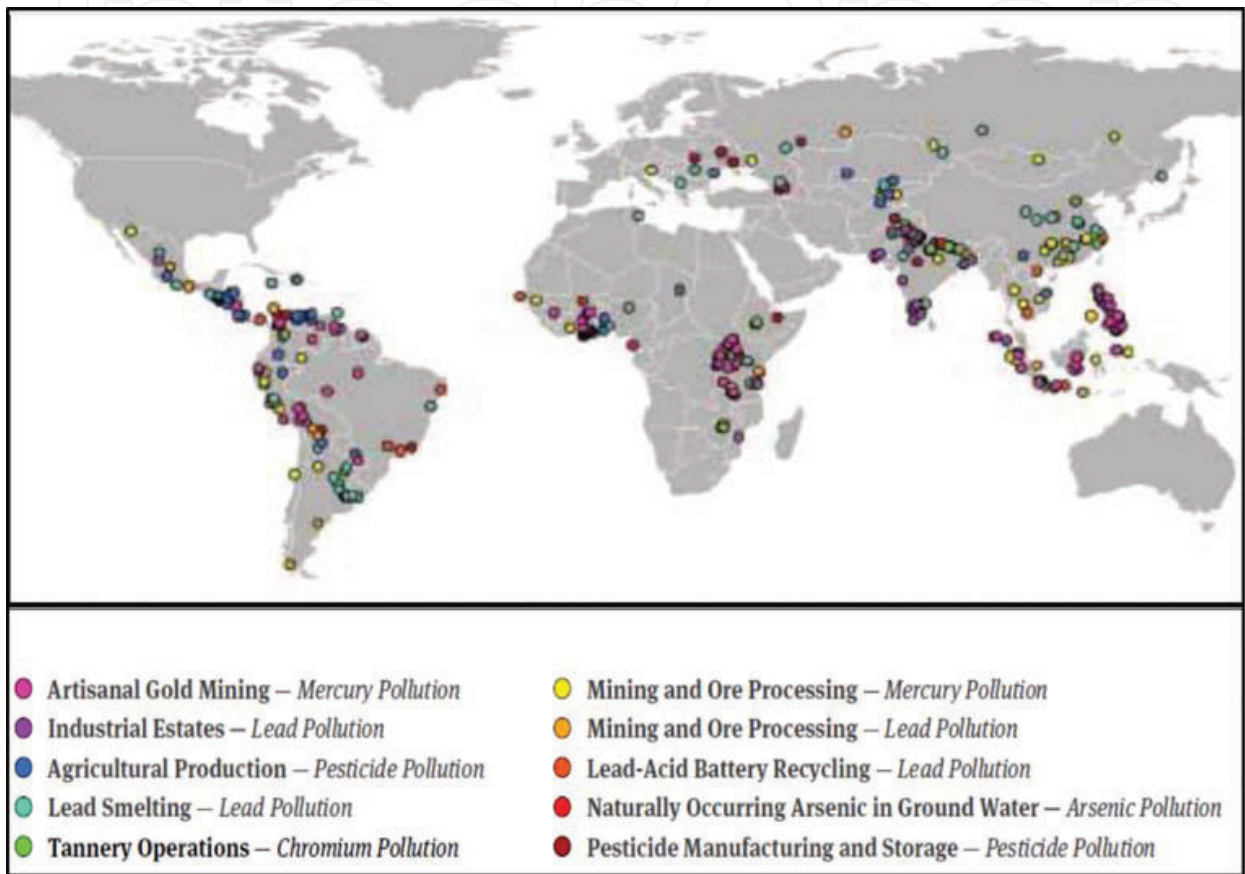 Artisanal Gold Mining — Mercury Pollution
Industrial Estates — Lead Pollution
Agricultural Production — Pesticide Pollution
Lead Smelting — Lead Pollution
Tannery Operations — Chromium Pollution
Mining and Ore Processing — Mercury Pollution
Mining and Ore Processing — Lead Pollution
Lead-Acid Battery Recycling — Lead Pollution
Naturally Occurring Arsenic in Ground Water — Arsenic Pollution
Pesticide Manufacturing and Storage — Pesticide Pollution